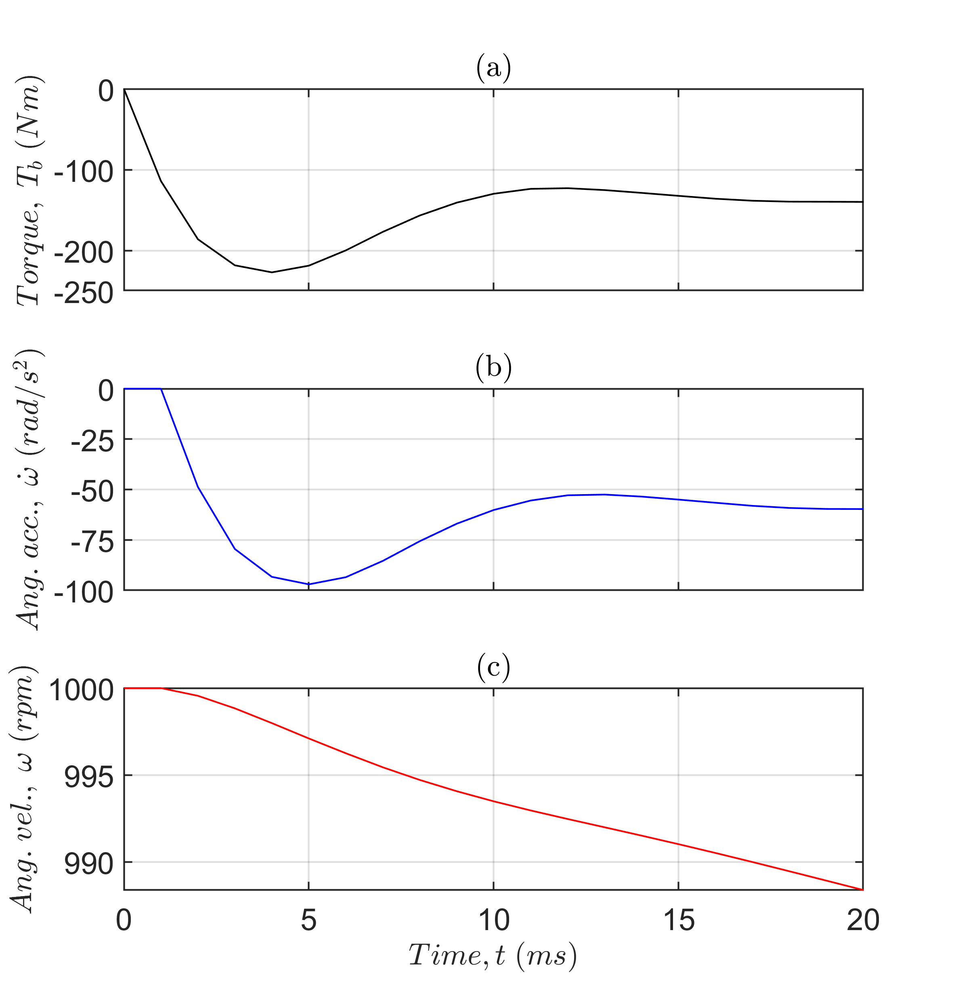 (a)
Torque, T_b (Nm)
0
-100
-200
-250
(b)
Ang. acc., ω̇ (rad/s²)
0
-25
-50
-75
-100
(c)
Ang. vel., ω (rpm)
1000
995
990
0 5 10 15 20
Time, t (ms)